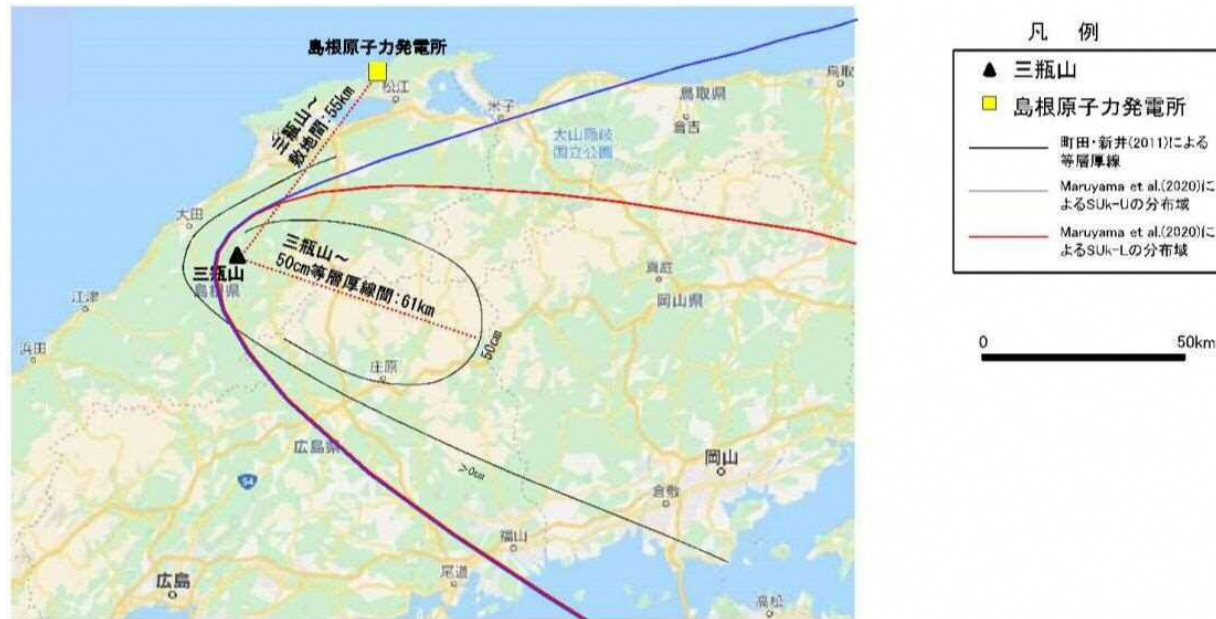 島根原子力発電所
松江
米子
鳥取県
倉吉
鳥取
大山隠岐
国立公園
三瓶山～
敷地間:55km
大田
三瓶山
島根県
三瓶山～
50cm等層厚線間:61km
江津
浜田
真庭
岡山県
50cm
庄原
広島県
>0cm
54
岡山
倉敷
福山
尾道
広島
高松
凡 例
三瓶山
島根原子力発電所
町田・新井(2011)による
等層厚線
Maruyama et al.(2020)に
よるSUk-Uの分布域
Maruyama et al.(2020)に
よるSUk-Lの分布域
0
50km